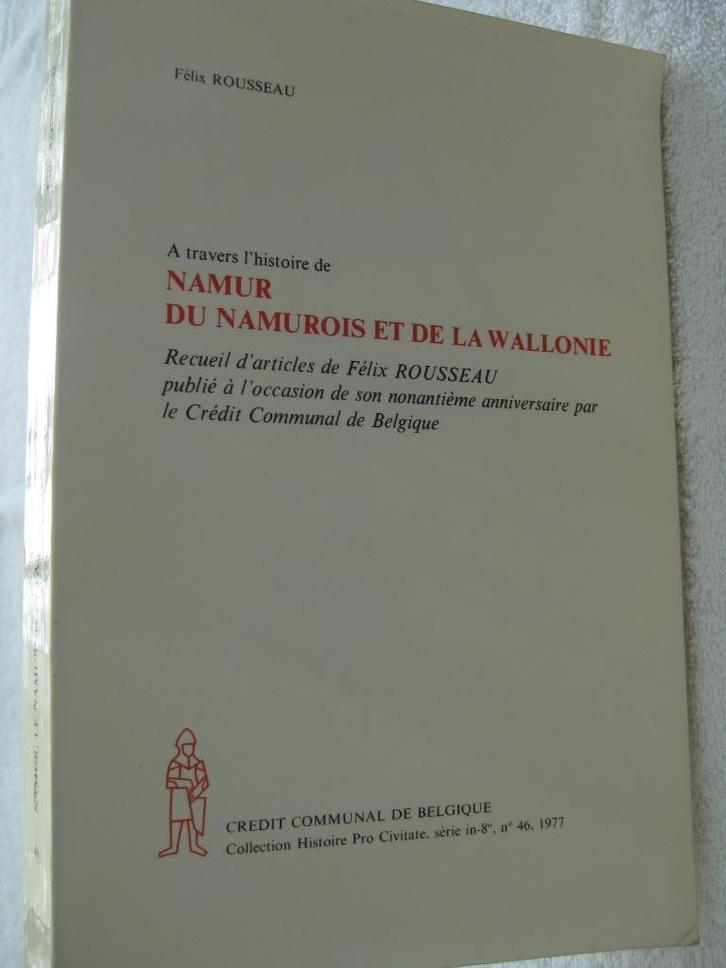 Félix ROUSSEAU
A travers l'histoire de
NAMUR
DU NAMUROIS ET DE LA WALLONIE
Recueil d'articles de Félix ROUSSEAU
publié à l'occasion de son nonantième anniversaire par
le Crédit Communal de Belgique
CREDIT COMMUNAL DE BELGIQUE
Collection Histoire Pro Civitate, série in-8°, n° 46, 1977